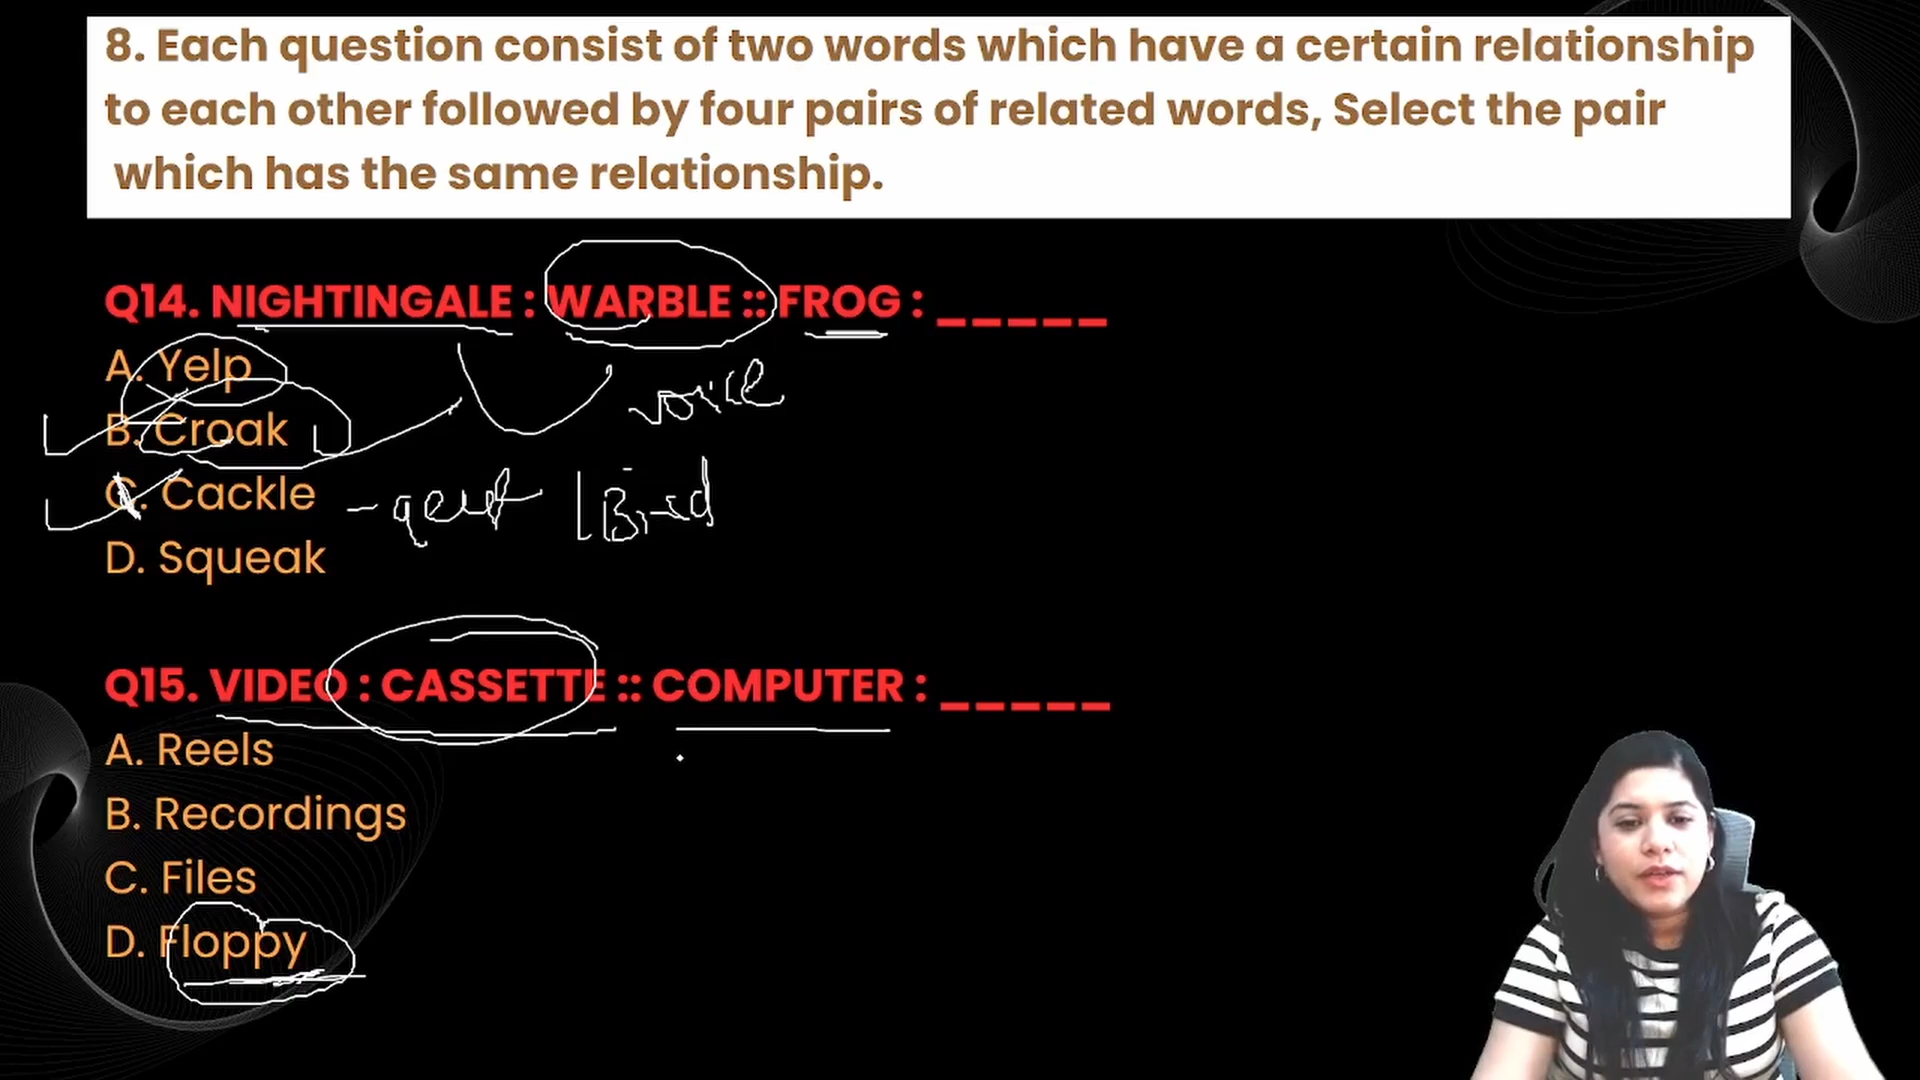 8. Each question consist of two words which have a certain relationship
to each other followed by four pairs of related words, Select the pair
which has the same relationship.
Q14. NIGHTINGALE : WARBLE :: FROG : _ _ _ _ _
A. Yelp
voice
B. Croak
C. Cackle
Bird
D. Squeak
Q15. VIDEO : CASSETTE :: COMPUTER : _ _ _ _ _
A. Reels
B. Recordings
C. Files
D. Floppy